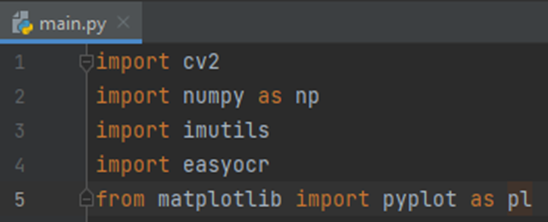 main.py
1 import cv2
2 import numpy as np
3 import imutils
4 import easyocr
5 from matplotlib import pyplot as pl